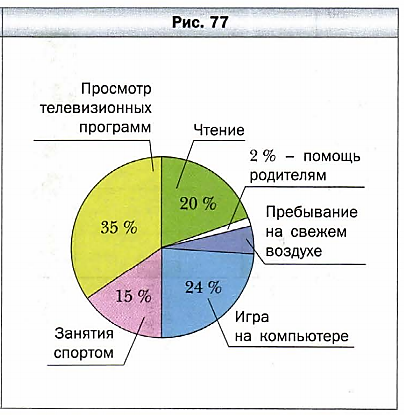 Рис. 77
Просмотр
телевизионных
программ
Чтение
2 % – помощь
родителям
20 %
Пребывание
на свежем
воздухе
35 %
15 %
24 %
Игра
на компьютере
Занятия
спортом